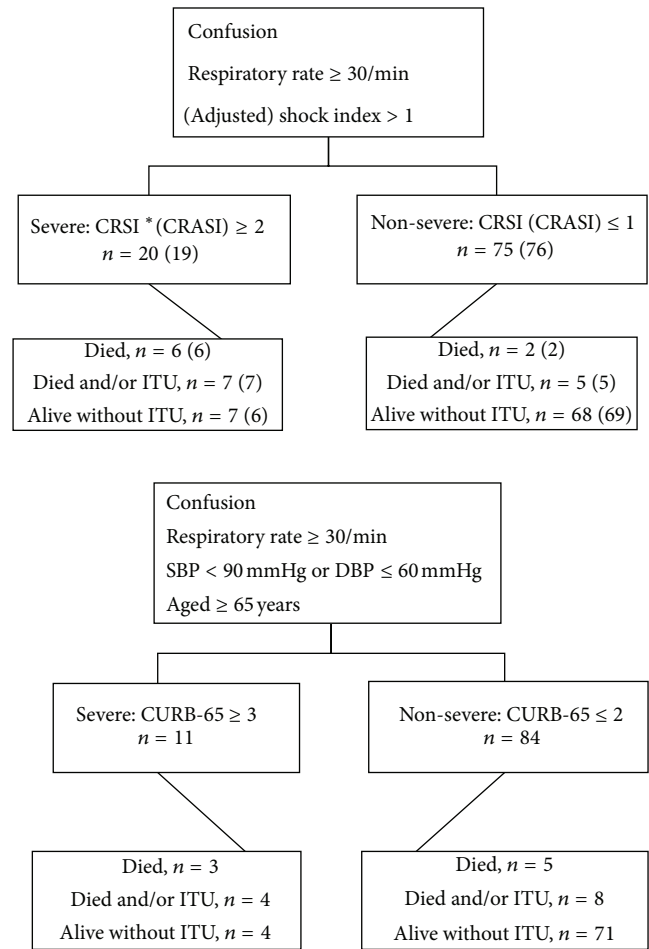 Confusion
Respiratory rate ≥ 30/min
(Adjusted) shock index > 1
Severe: CRSI * (CRASI) ≥ 2
n = 20 (19)
Non-severe: CRSI (CRASI) ≤ 1
n = 75 (76)
Died, n = 6 (6)
Died and/or ITU, n = 7 (7)
Alive without ITU, n = 7 (6)
Died, n = 2 (2)
Died and/or ITU, n = 5 (5)
Alive without ITU, n = 68 (69)
Confusion
Respiratory rate ≥ 30/min
SBP < 90 mmHg or DBP ≤ 60 mmHg
Aged ≥ 65 years
Severe: CURB-65 ≥ 3
n = 11
Non-severe: CURB-65 ≤ 2
n = 84
Died, n = 3
Died and/or ITU, n = 4
Alive without ITU, n = 4
Died, n = 5
Died and/or ITU, n = 8
Alive without ITU, n = 71